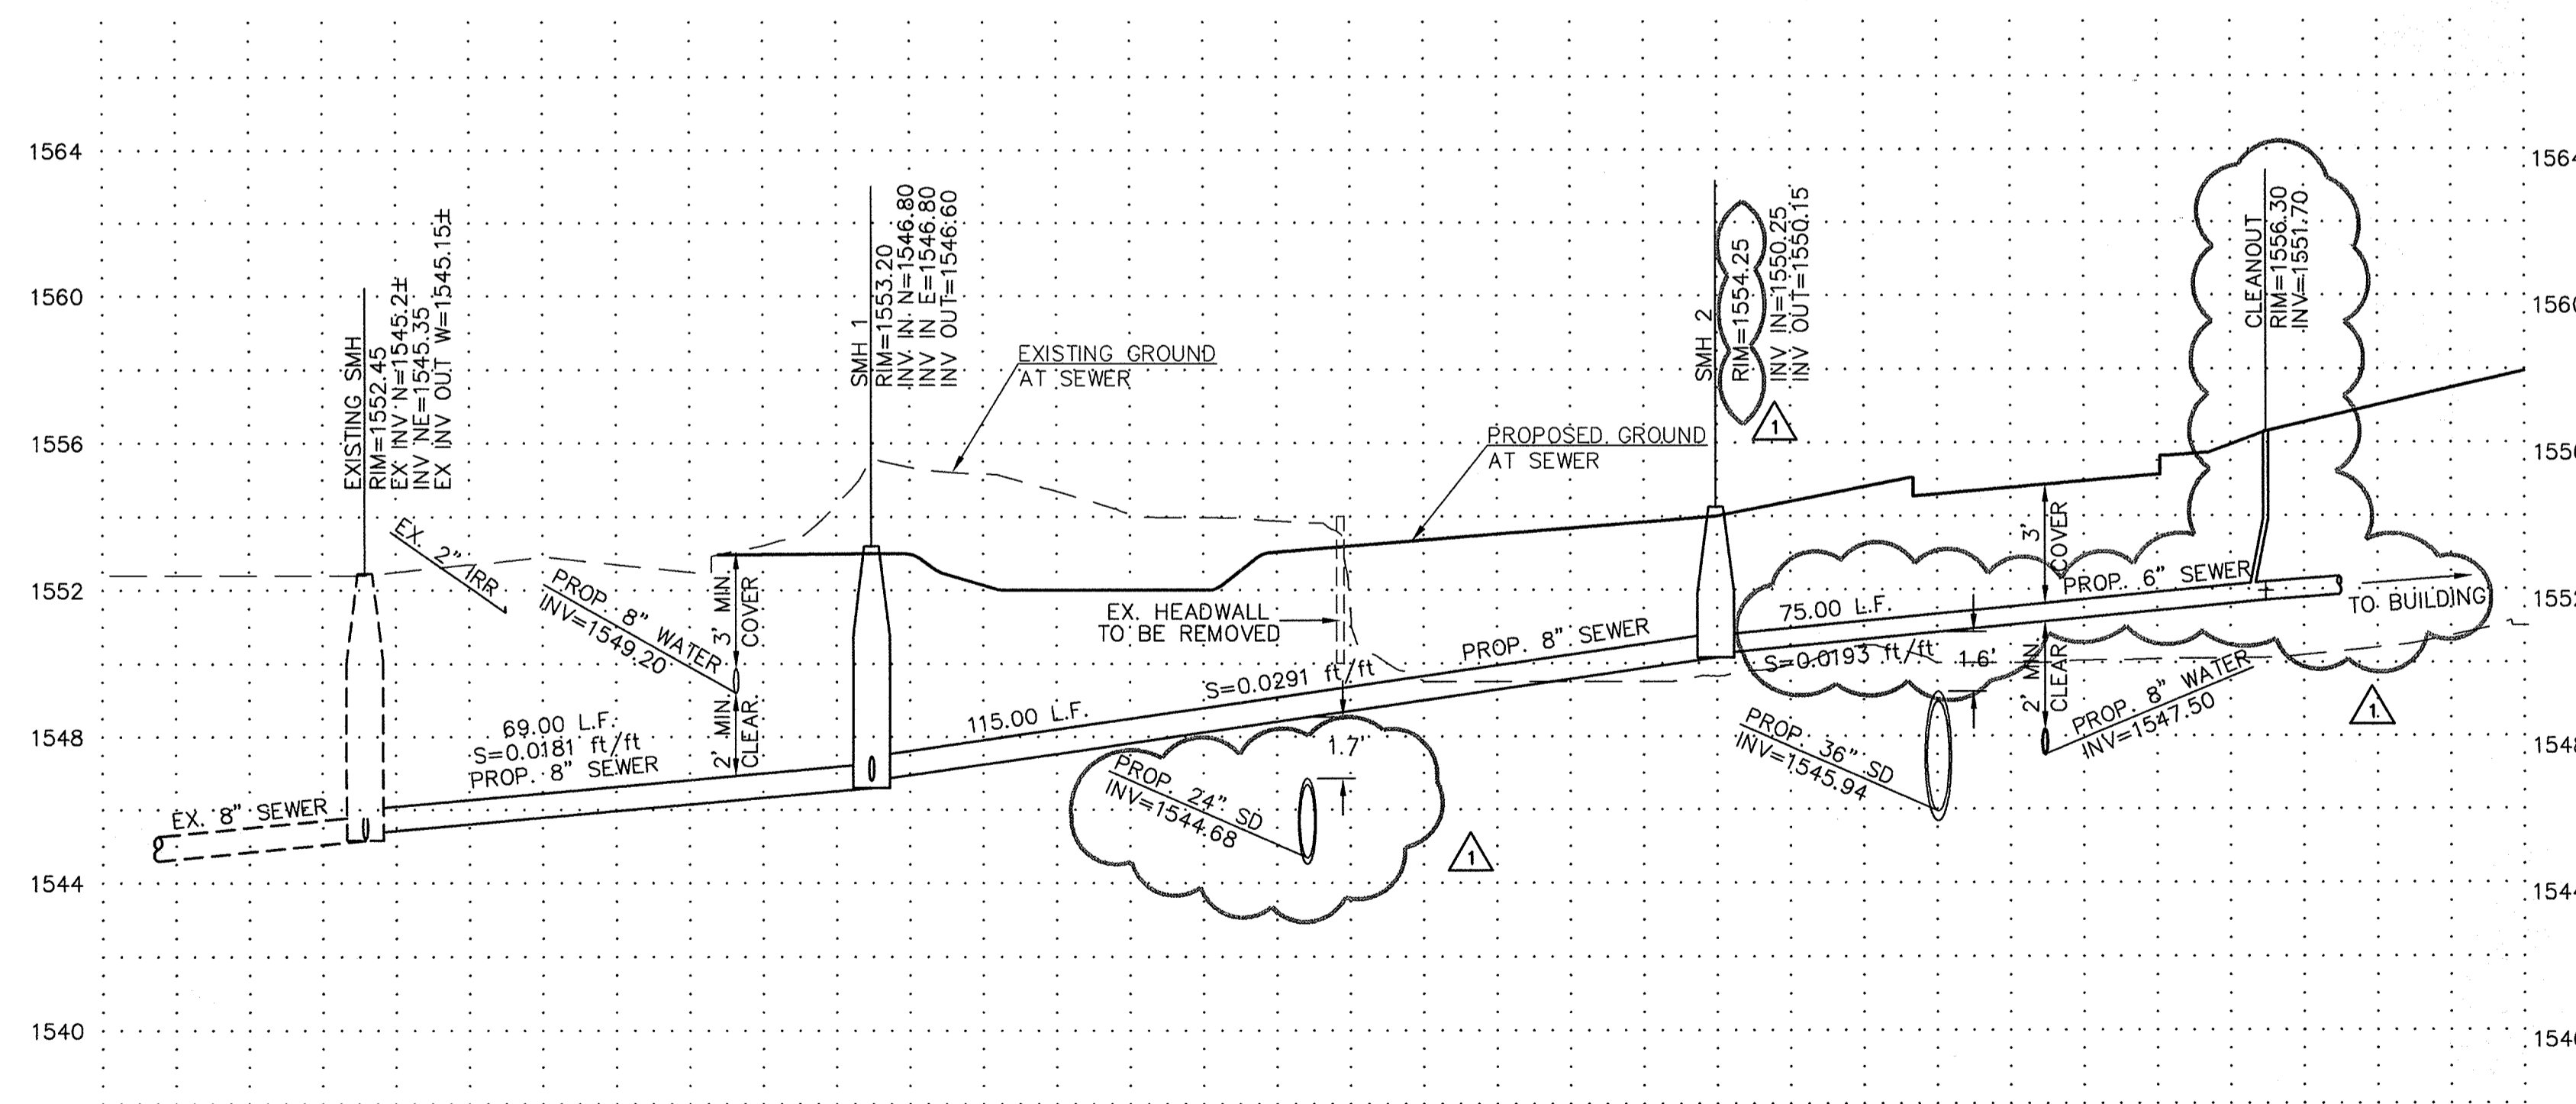 1564
1560
1556
1552
1548
1544
1540
EXISTING SMH
RIM=1552.45
EX INV N=1545.2±
INV NE=1545.35
EX INV OUT W=1545.15±
EX. 2" IRR
PROP. 8" WATER
INV=1549.20
3' MIN
COVER
2' MIN
CLEAR.
69.00 L.F.
S=0.0181 ft/ft
PROP. 8" SEWER
EX. 8" SEWER
SMH 1
RIM=1553.20
INV IN N=1546.80
INV IN E=1546.80
INV OUT=1546.60
EXISTING GROUND
AT SEWER
115.00 L.F.
S=0.0291 ft/ft
PROP. 8" SEWER
EX. HEADWALL
TO BE REMOVED
1.7'
PROP. 24" SD
INV=1544.68
1
PROPOSED GROUND
AT SEWER
SMH 2
RIM=1554.25
INV IN=1550.25
INV OUT=1550.15
1
75.00 L.F.
S=0.0193 ft/ft
1.6'
PROP. 6" SEWER
3'
COVER
2' MIN.
CLEAR.
PROP. 36" SD
INV=1545.94
PROP. 8" WATER
INV=1547.50
CLEANOUT
RIM=1556.30
INV=1551.70
TO BUILDING
1